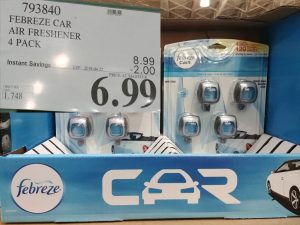 793840
FEBREZE CAR
AIR FRESHENER
4 PACK
8.99
Instant Savings
-2.00
6.99
1.748
febreze
CAR